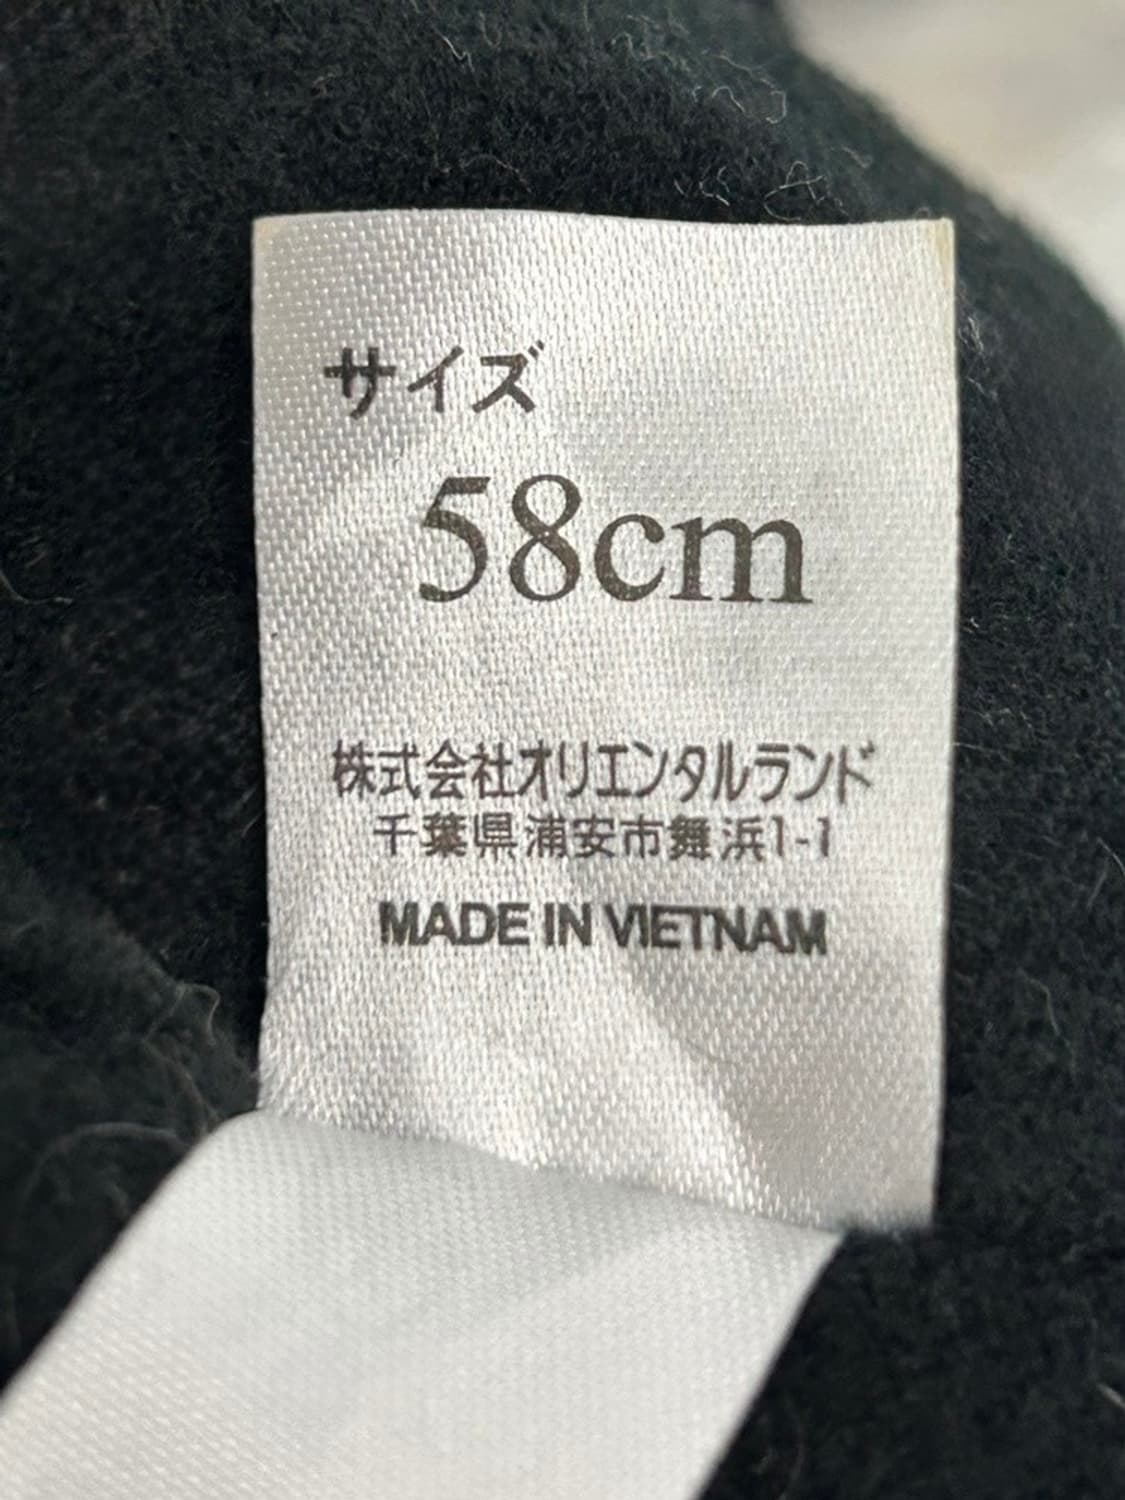 サイズ
58cm
株式会社オリエンタルランド
千葉県浦安市舞浜1-1
MADE IN VIETNAM